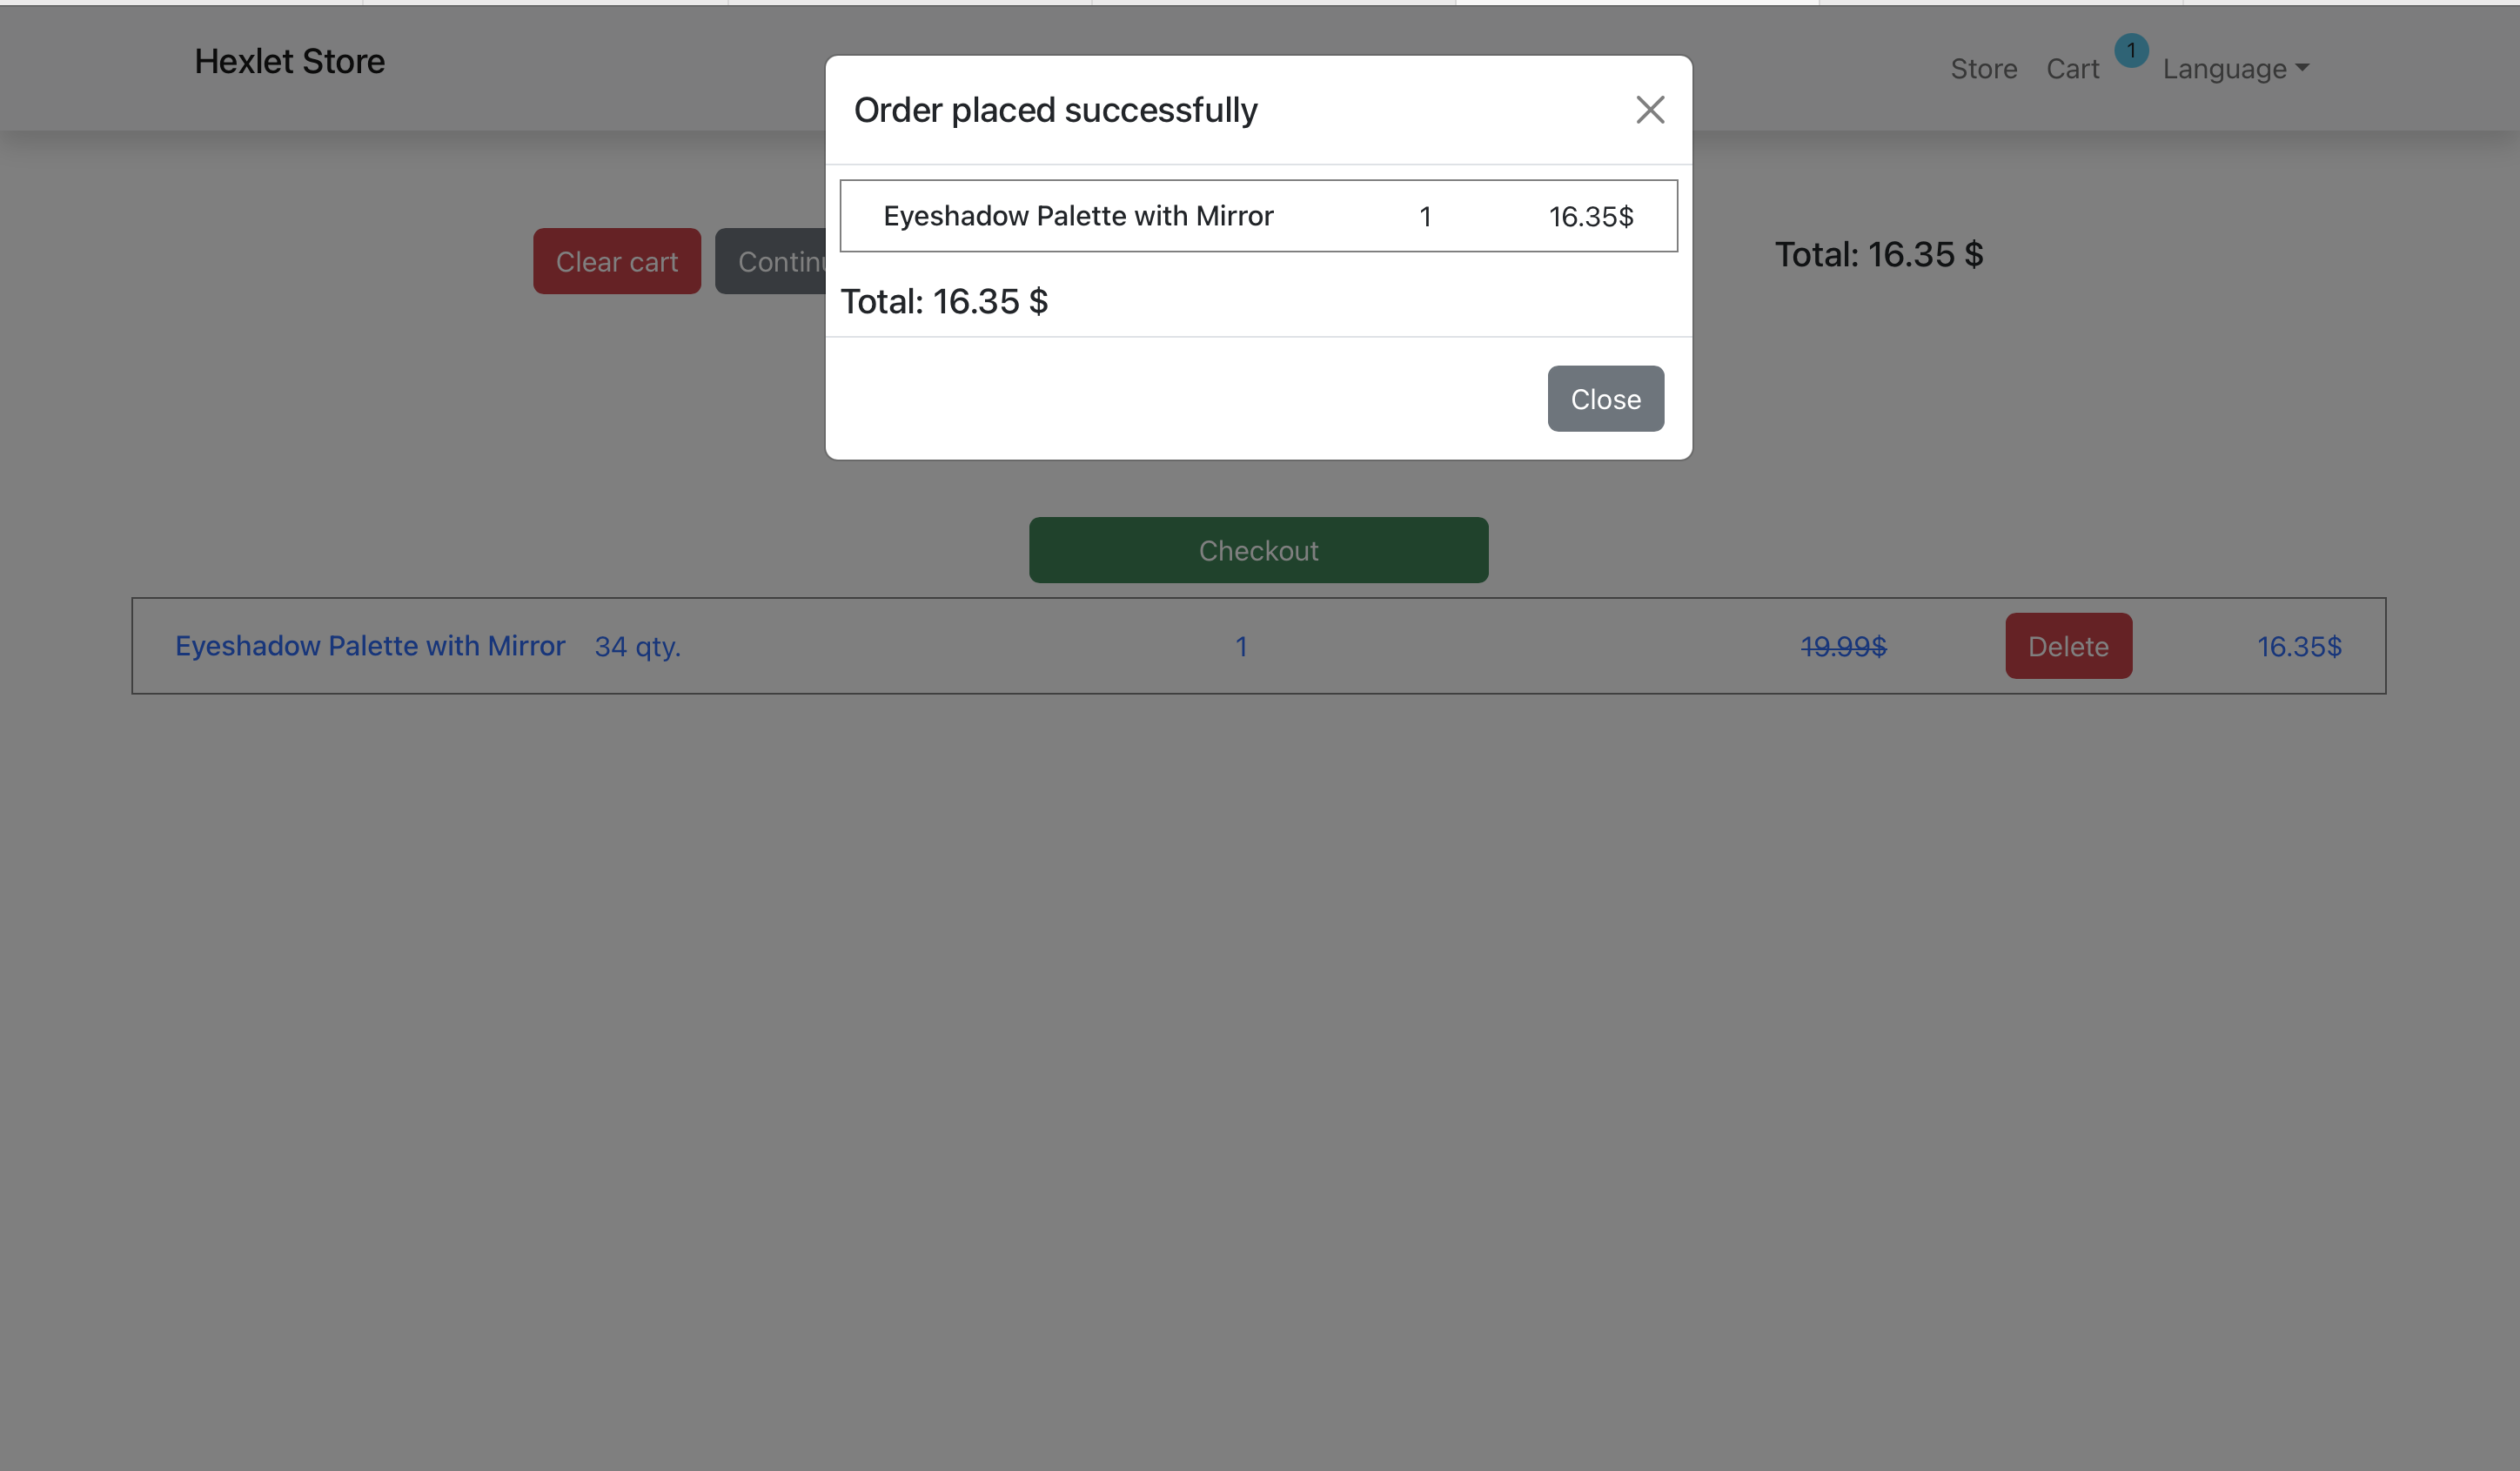 Hexlet Store
Store Cart 1 Language
Order placed successfully
Eyeshadow Palette with Mirror 1 16.35$
Total: 16.35 $
Close
Clear cart
Total: 16.35 $
Checkout
Eyeshadow Palette with Mirror 34 qty. 1 19.99$ Delete 16.35$